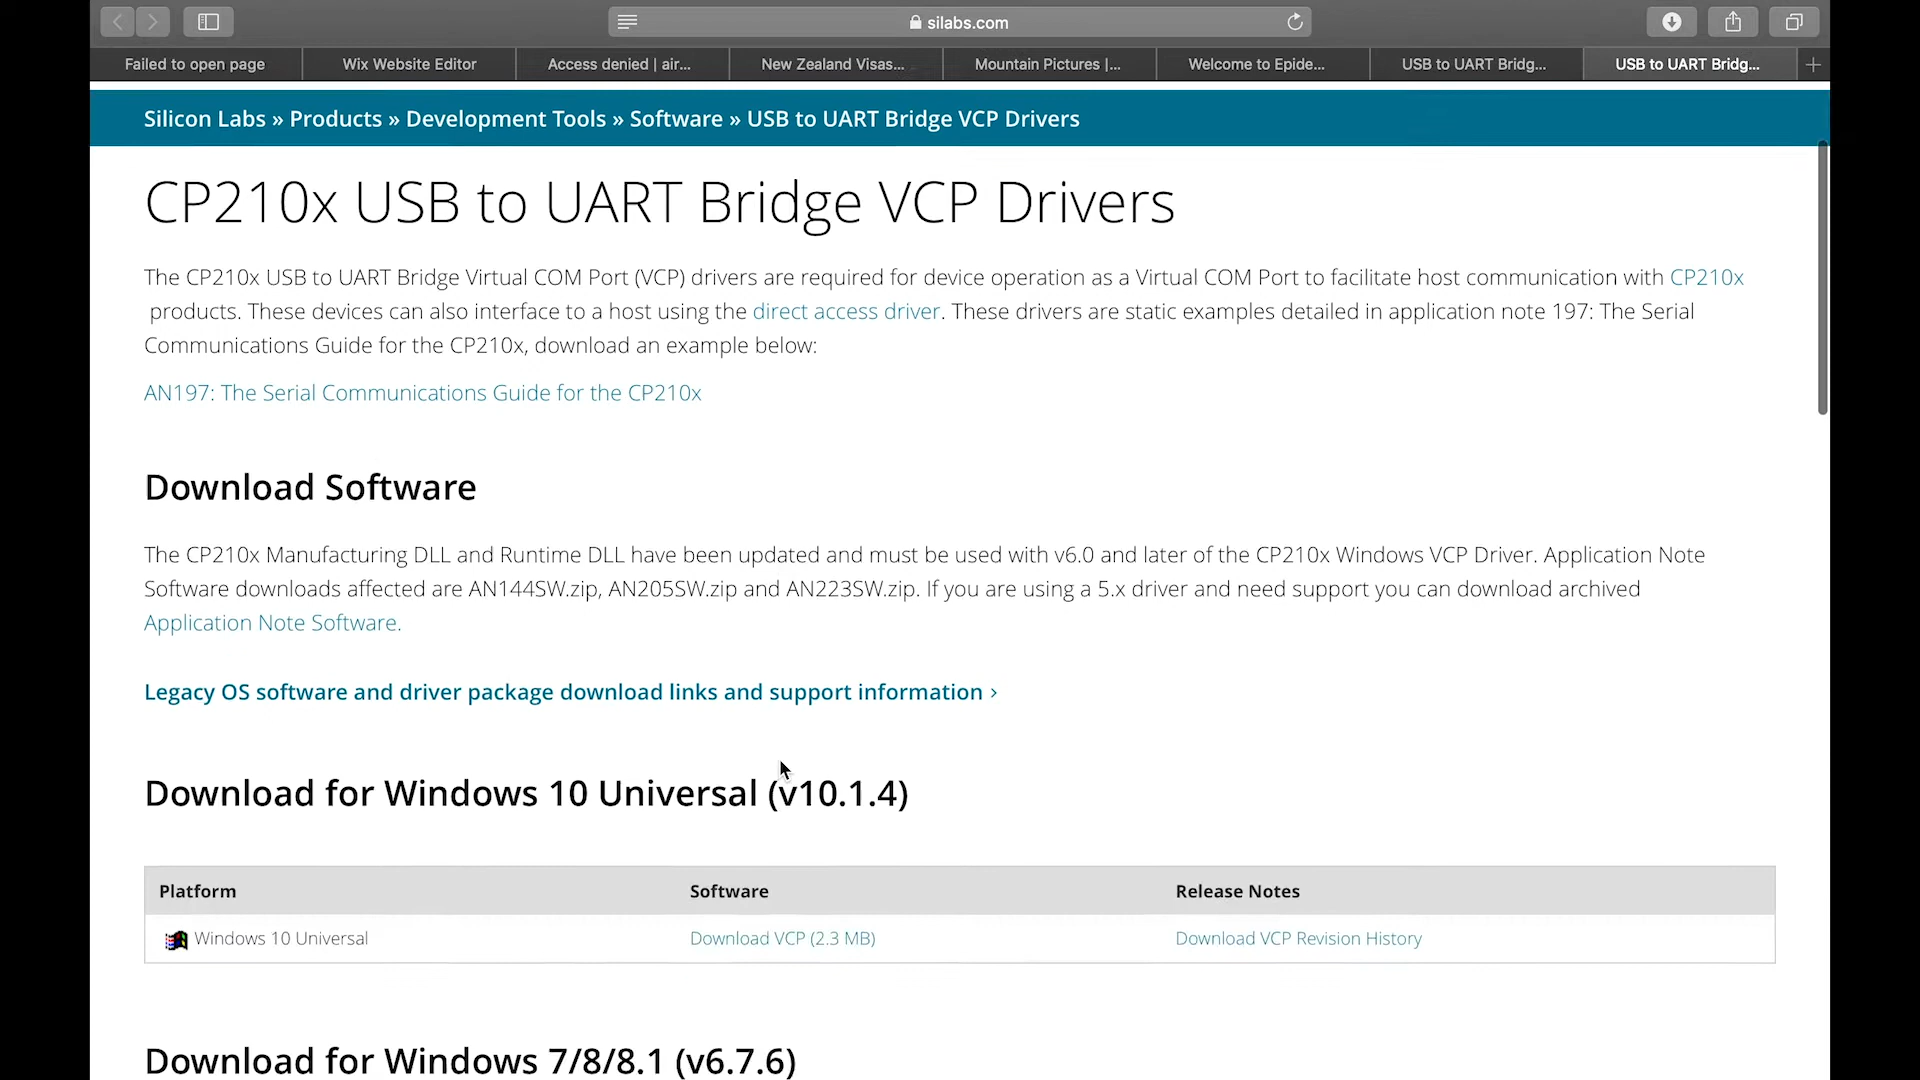 silabs.com
Failed to open page
Wix Website Editor
Access denied | air...
New Zealand Visas...
Mountain Pictures |...
Welcome to Epide...
USB to UART Bridg...
USB to UART Bridg...
Silicon Labs » Products » Development Tools » Software » USB to UART Bridge VCP Drivers
CP210x USB to UART Bridge VCP Drivers
The CP210x USB to UART Bridge Virtual COM Port (VCP) drivers are required for device operation as a Virtual COM Port to facilitate host communication with CP210x
products. These devices can also interface to a host using the direct access driver. These drivers are static examples detailed in application note 197: The Serial
Communications Guide for the CP210x, download an example below:
AN197: The Serial Communications Guide for the CP210x
Download Software
The CP210x Manufacturing DLL and Runtime DLL have been updated and must be used with v6.0 and later of the CP210x Windows VCP Driver. Application Note
Software downloads affected are AN144SW.zip, AN205SW.zip and AN223SW.zip. If you are using a 5.x driver and need support you can download archived
Application Note Software.
Legacy OS software and driver package download links and support information ›
Download for Windows 10 Universal (v10.1.4)
Platform
Software
Release Notes
Windows 10 Universal
Download VCP (2.3 MB)
Download VCP Revision History
Download for Windows 7/8/8.1 (v6.7.6)